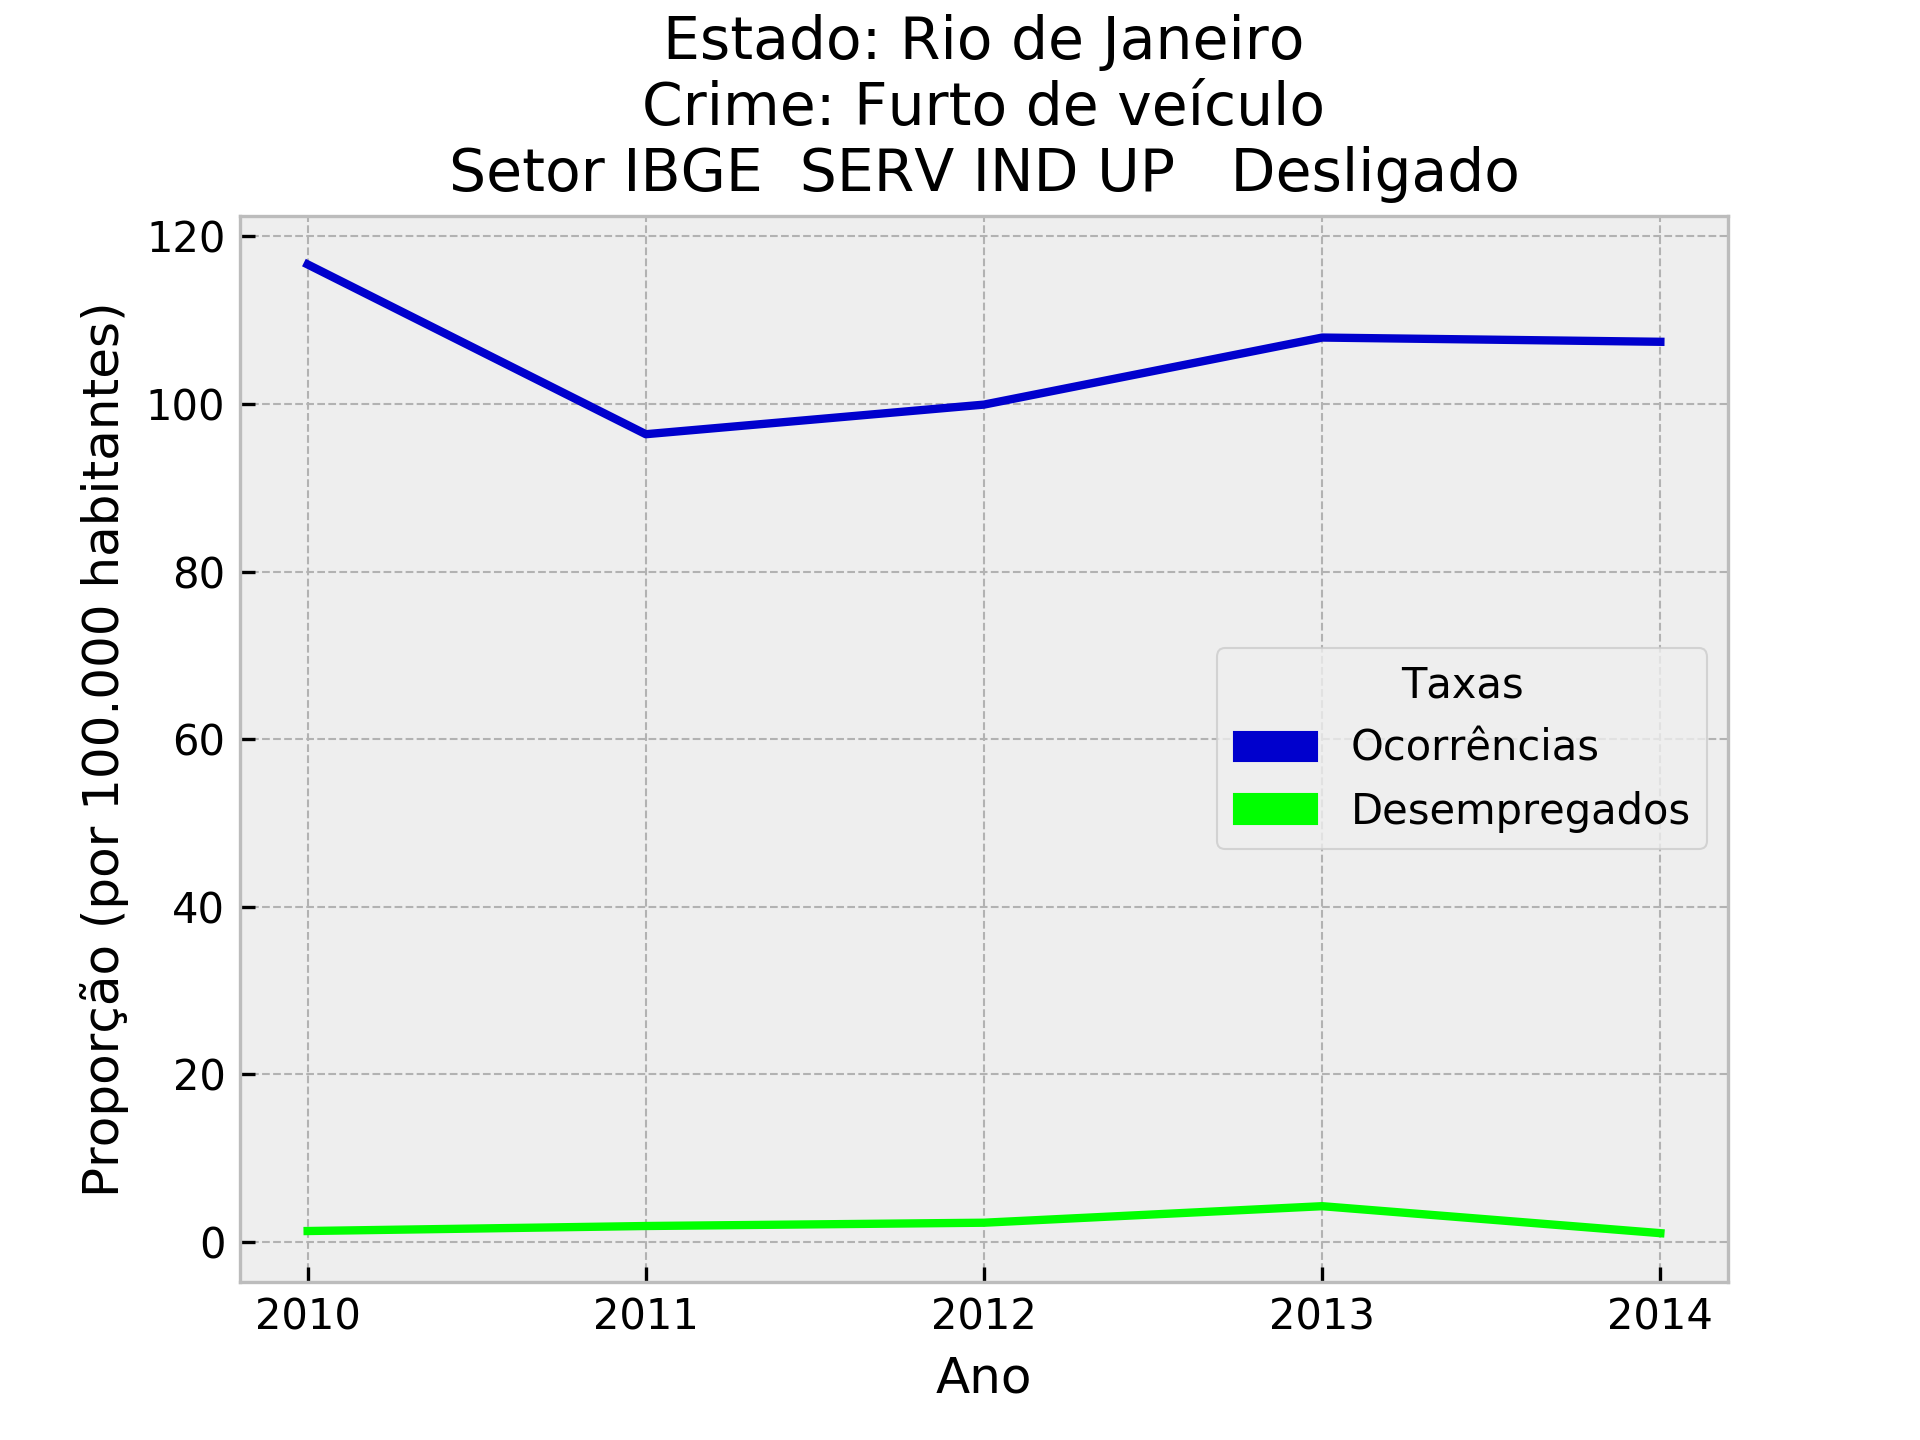 Estado: Rio de Janeiro
Crime: Furto de veículo
Setor IBGE  SERV IND UP   Desligado
Proporção (por 100.000 habitantes)
120
100
80
60
40
20
0
Taxas
Ocorrências
Desempregados
2010 2011 2012 2013 2014
Ano